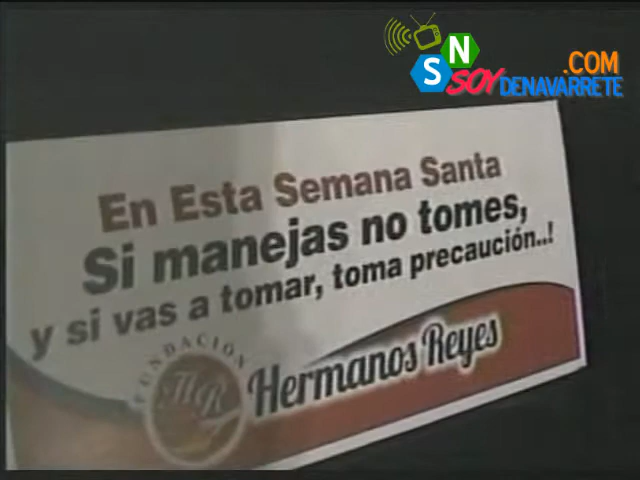 SN
.COM
SOYDENAVARRETE
En Esta Semana Santa
Si manejas no tomes,
y si vas a tomar, toma precaución..!
FUNDACIÓN
HR
Hermanos Reyes